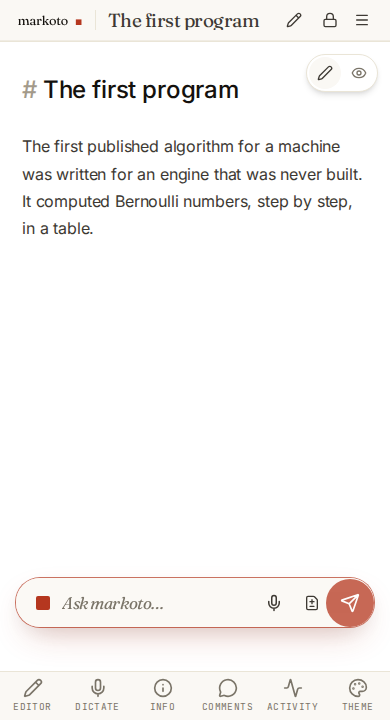 markoto
The first program
# The first program
The first published algorithm for a machine
was written for an engine that was never built.
It computed Bernoulli numbers, step by step,
in a table.
Ask markoto...
EDITOR
DICTATE
INFO
COMMENTS
ACTIVITY
THEME